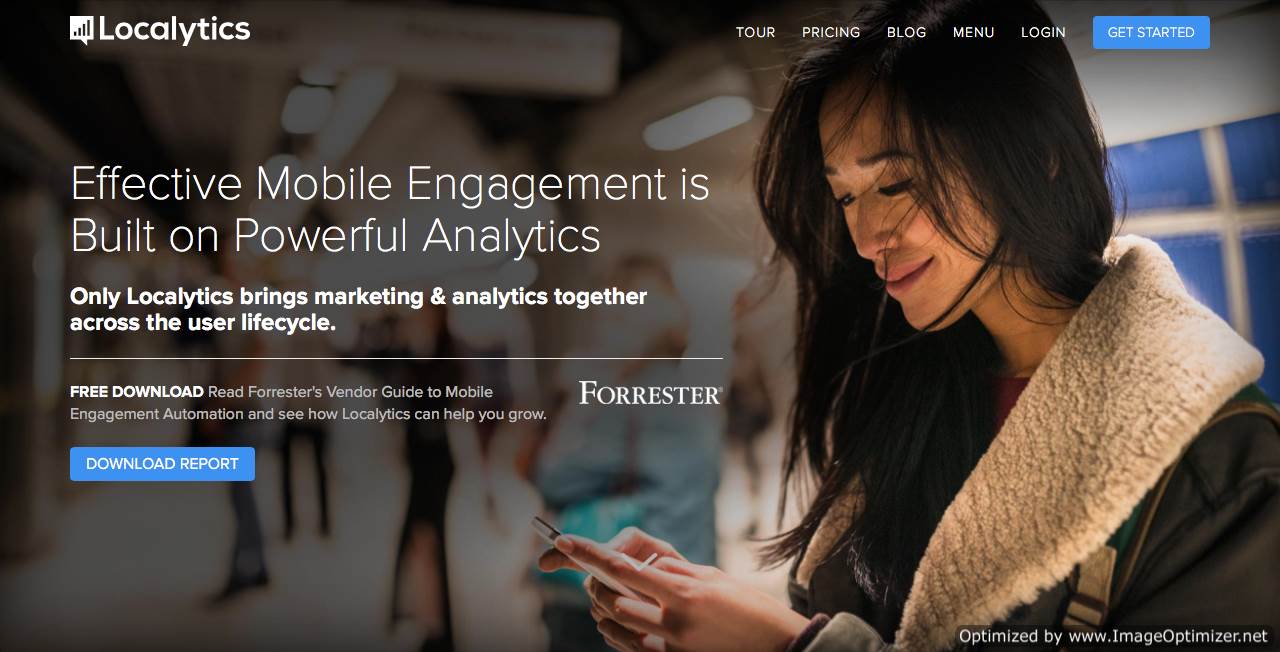 Localytics
TOUR PRICING BLOG MENU LOGIN GET STARTED
Effective Mobile Engagement is
Built on Powerful Analytics
Only Localytics brings marketing & analytics together
across the user lifecycle.
FREE DOWNLOAD Read Forrester's Vendor Guide to Mobile
Engagement Automation and see how Localytics can help you grow.
FORRESTER®
DOWNLOAD REPORT
Optimized by www.ImageOptimizer.net